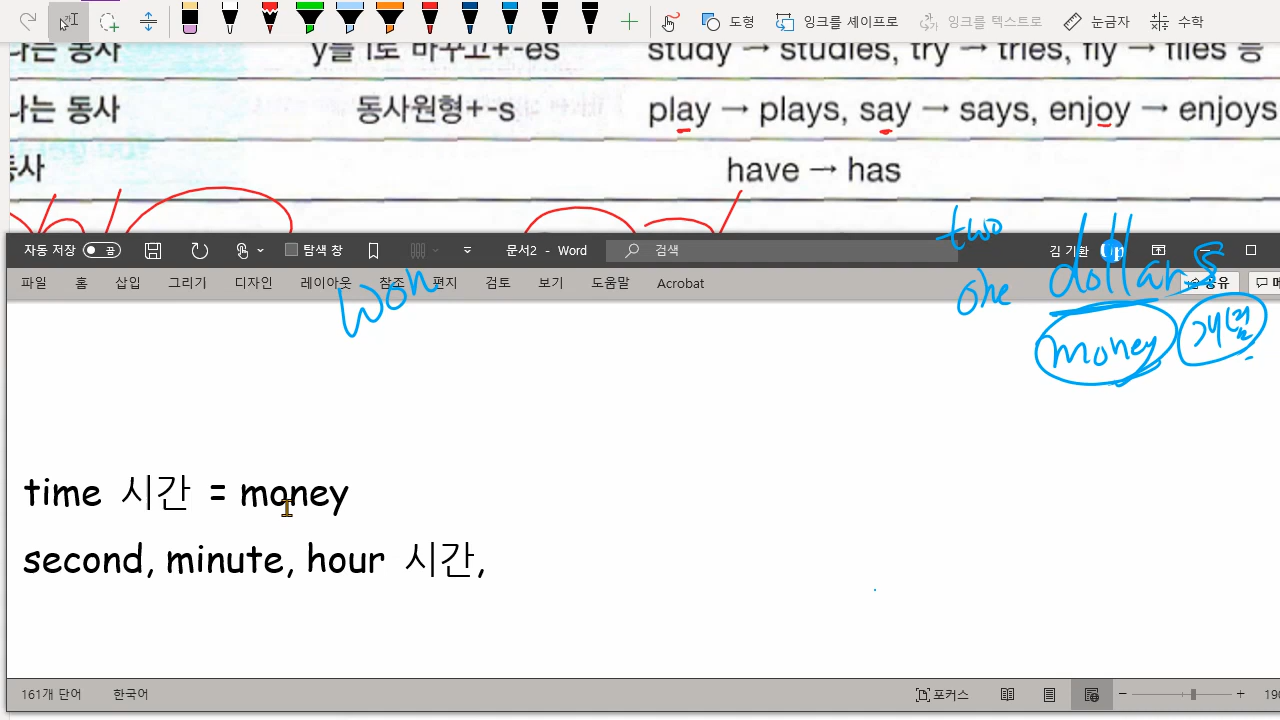 도형 잉크를 셰이프로 잉크를 텍스트로 눈금자 수학
나는 동사 y를 i로 바꾸고+-es study → studies, try → tries, fly → flies 등
나는 동사 동사원형+-s play → plays, say → says, enjoy → enjoys
동사 have → has
two
자동 저장 끔 탐색 창 문서2 - Word 검색 김 기환
파일 홈 삽입 그리기 디자인 레이아웃 참조 편지 검토 보기 도움말 Acrobat 공유
won
one dollars
money 개념
time 시간 = money
second, minute, hour 시간,
161개 단어 한국어 포커스 190